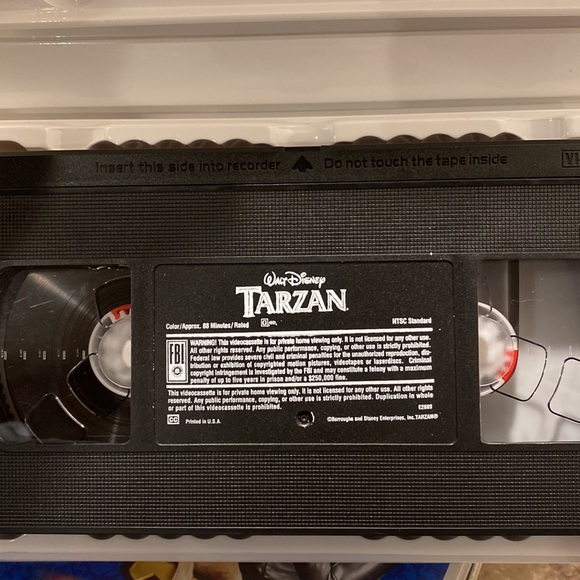 Insert this side into recorder Do not touch the tape inside
WALT DISNEY
TARZAN
Color/Approx. 88 Minutes/Rated G NTSC Standard
FBI
WARNING! This videocassette is for private home viewing only. It is not licensed for any other use.
All other rights reserved. Any public performance, copying, or other use is strictly prohibited.
Federal law provides severe civil and criminal penalties for the unauthorized reproduction, dis-
tribution or exhibition of copyrighted motion pictures, videotapes or laserdiscs. Criminal
copyright infringement is investigated by the FBI and may constitute a felony with a maximum
penalty of up to five years in prison and/or a $250,000 fine.
This videocassette is for private home viewing only. It is not licensed for any other use. All other rights
reserved. Any public performance, copying, or other use is strictly prohibited. Duplication in whole
or part of this videocassette is prohibited.
CC Printed in U.S.A. ©Burroughs and Disney Enterprises, Inc. TARZAN®